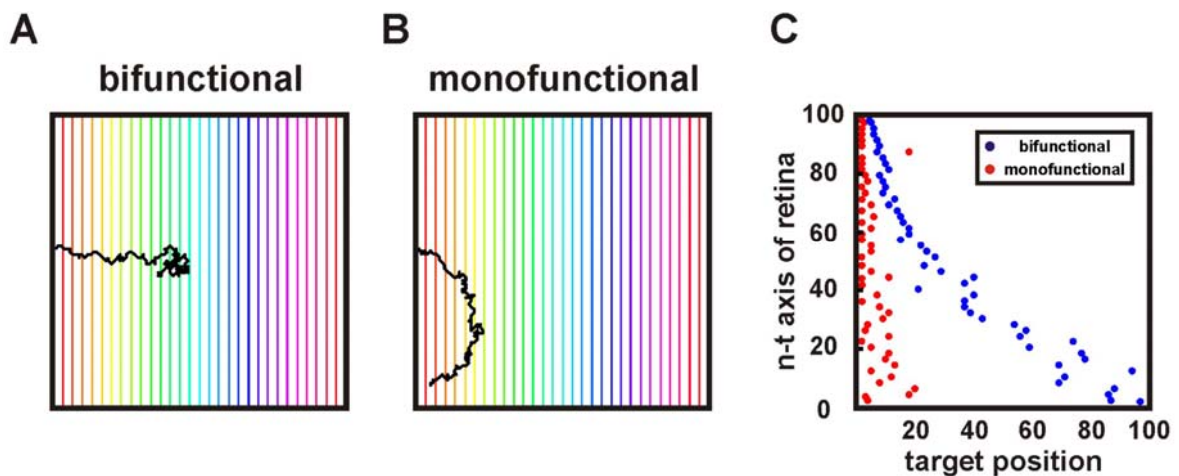 A
bifunctional
B
monofunctional
C
n-t axis of retina
100
80
60
40
20
0
bifunctional
monofunctional
20 40 60 80 100
target position